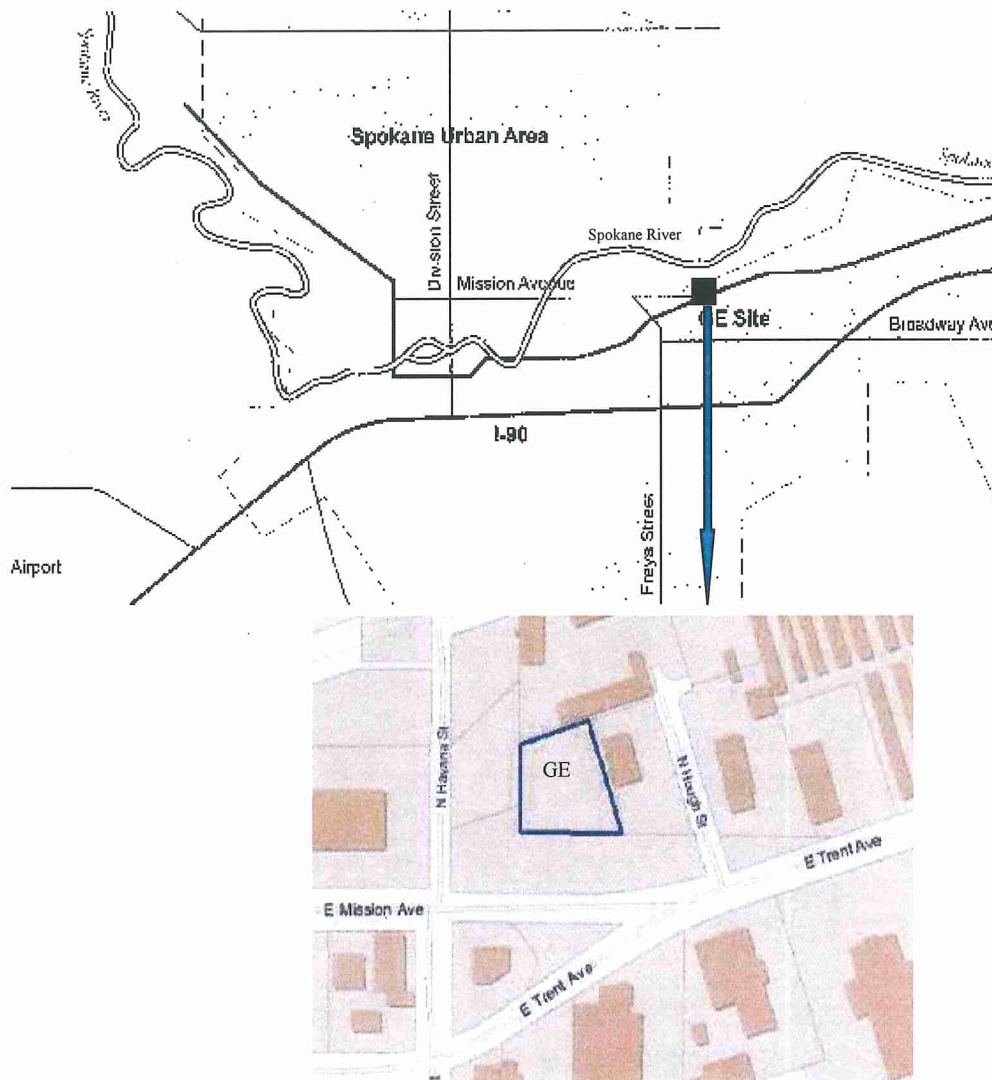 Spokane River
Spokane Urban Area
Division Street
Spokane River
Mission Avenue
GE Site
Broadway Ave
I-90
Freya Street
Airport
N Havana St
GE
N Hough St
E Trent Ave
E Mission Ave
E Trent Ave